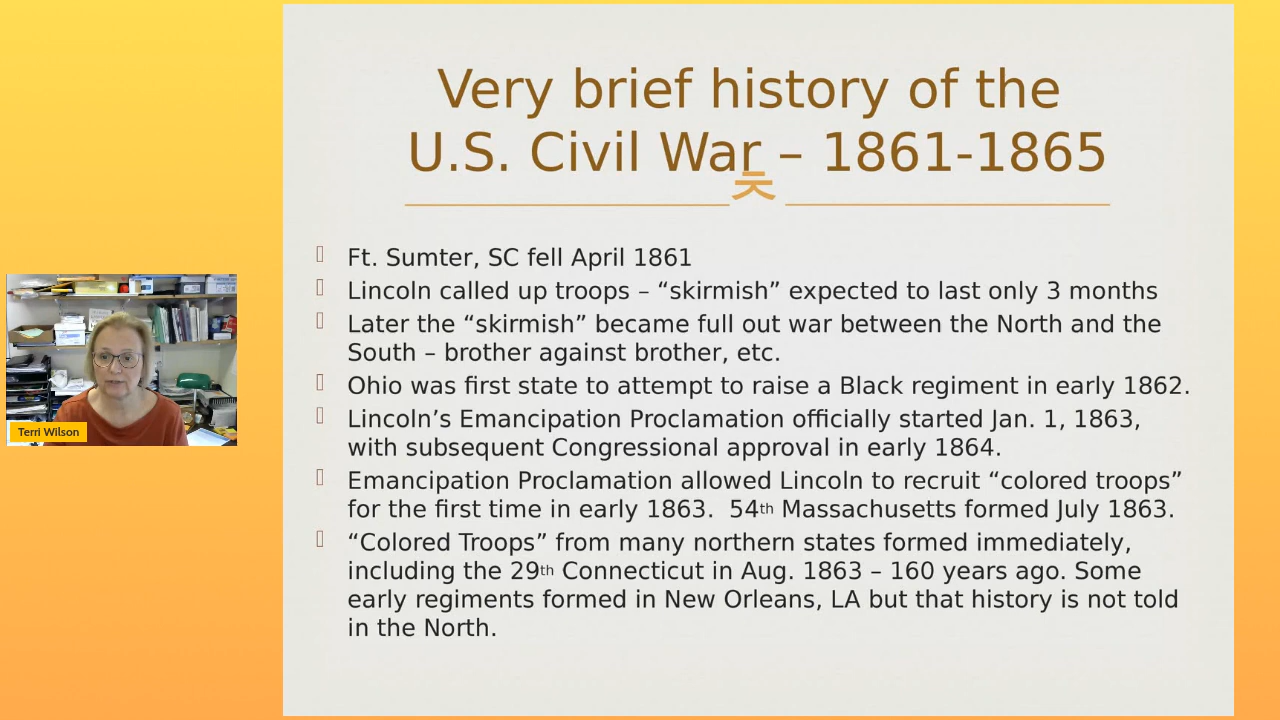 Very brief history of the
U.S. Civil War – 1861-1865
Ft. Sumter, SC fell April 1861
Lincoln called up troops – “skirmish” expected to last only 3 months
Later the “skirmish” became full out war between the North and the
South – brother against brother, etc.
Ohio was first state to attempt to raise a Black regiment in early 1862.
Lincoln’s Emancipation Proclamation officially started Jan. 1, 1863,
with subsequent Congressional approval in early 1864.
Emancipation Proclamation allowed Lincoln to recruit “colored troops”
for the first time in early 1863.  54th Massachusetts formed July 1863.
“Colored Troops” from many northern states formed immediately,
including the 29th Connecticut in Aug. 1863 – 160 years ago. Some
early regiments formed in New Orleans, LA but that history is not told
in the North.
Terri Wilson